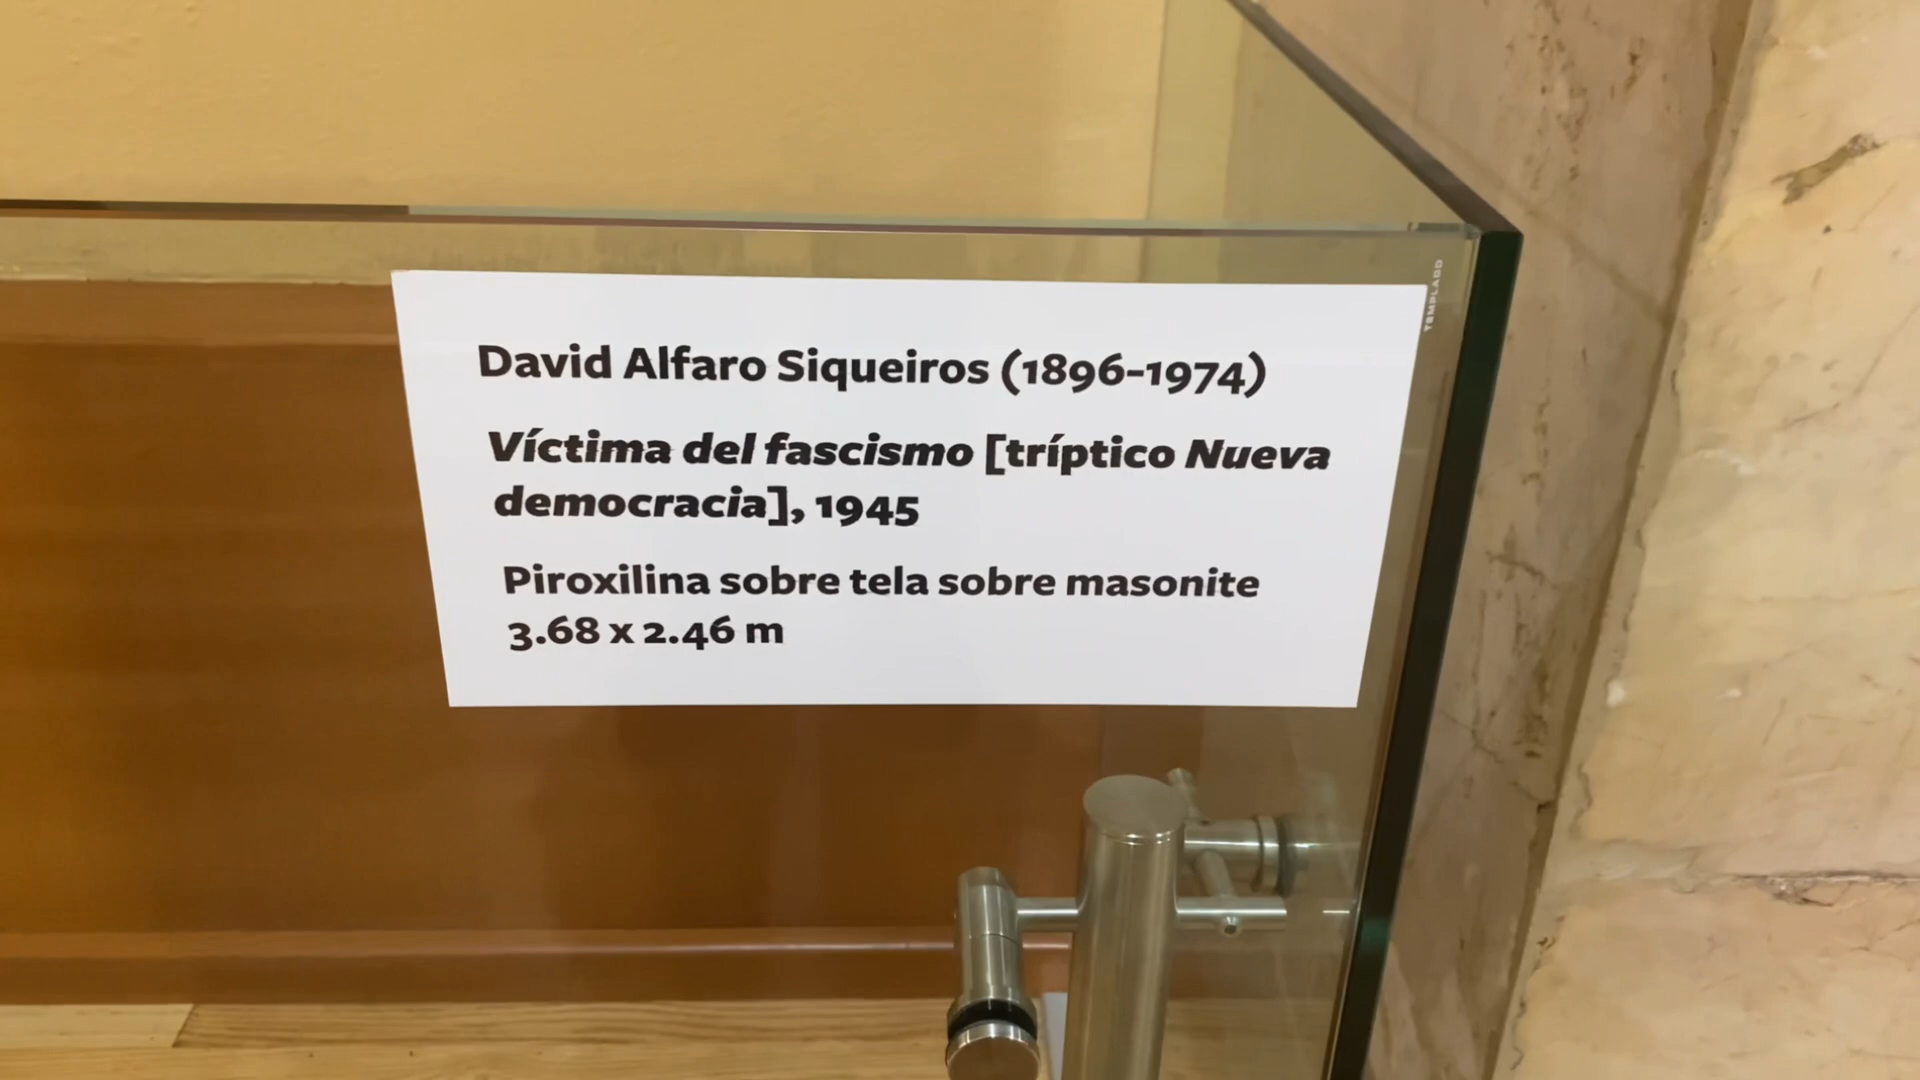 David Alfaro Siqueiros (1896-1974)
Víctima del fascismo [tríptico Nueva
democracia], 1945
Piroxilina sobre tela sobre masonite
3.68 x 2.46 m
TEMPLADO